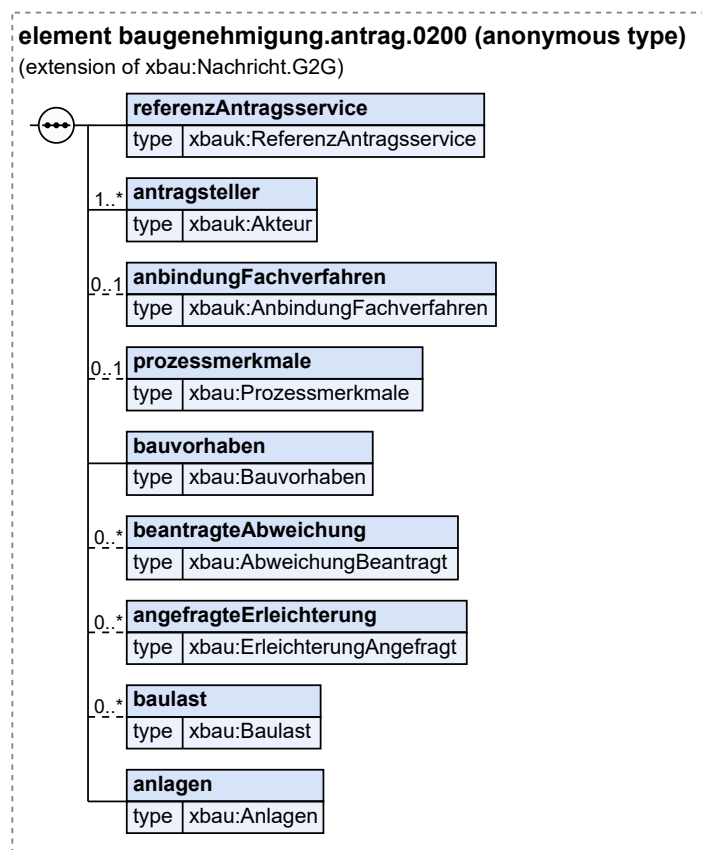 element baugenehmigung.antrag.0200 (anonymous type)
(extension of xbau:Nachricht.G2G)
referenzAntragsservice
type xbauk:ReferenzAntragsservice
1..* antragsteller
type xbauk:Akteur
0..1 anbindungFachverfahren
type xbauk:AnbindungFachverfahren
0..1 prozessmerkmale
type xbau:Prozessmerkmale
bauvorhaben
type xbau:Bauvorhaben
0..* beantragteAbweichung
type xbau:AbweichungBeantragt
0..* angefragteErleichterung
type xbau:ErleichterungAngefragt
0..* baulast
type xbau:Baulast
anlagen
type xbau:Anlagen